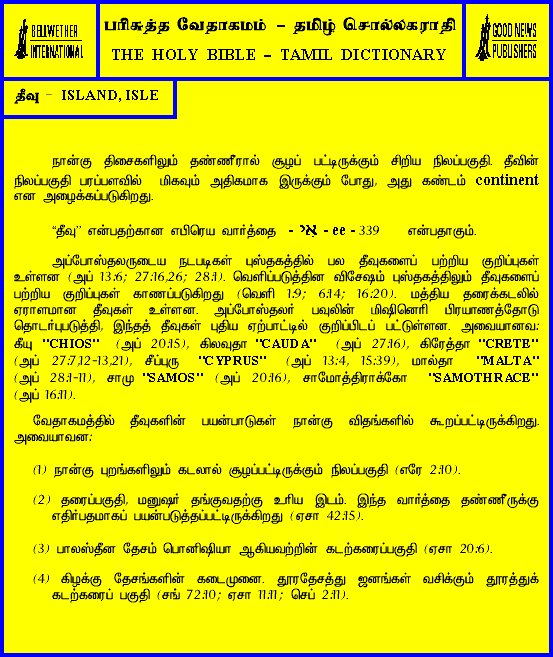 BELLWETHER
INTERNATIONAL
பரிசுத்த வேதாகமம் – தமிழ் சொல்லகராதி
THE HOLY BIBLE – TAMIL DICTIONARY
GOOD NEWS
PUBLISHERS
தீவு - ISLAND, ISLE
நான்கு திசைகளிலும் தண்ணீரால் சூழப் பட்டிருக்கும் சிறிய நிலப்பகுதி. தீவின்
நிலப்பகுதி பரப்பளவில் மிகவும் அதிகமாக இருக்கும் போது, அது கண்டம் continent
என அழைக்கப்படுகிறது.
“தீவு” என்பதற்கான எபிரெய வார்த்தை - אי - ee - 339 என்பதாகும்.
அப்போஸ்தலருடைய நடபடிகள் புஸ்தகத்தில் பல தீவுகளைப் பற்றிய குறிப்புகள்
உள்ளன (அப் 13:6; 27:16,26; 28:1). வெளிப்படுத்தின விசேஷம் புஸ்தகத்திலும் தீவுகளைப்
பற்றிய குறிப்புகள் காணப்படுகிறது (வெளி 1:9; 6:14; 16:20). மத்திய தரைக்கடலில்
ஏராளமான தீவுகள் உள்ளன. அப்போஸ்தலர் பவுலின் மிஷினெரி பிரயாணத்தோடு
தொடர்புபடுத்தி, இந்தத் தீவுகள் புதிய ஏற்பாட்டில் குறிப்பிடப் பட்டுள்ளன. அவையானவ:
கீயு "CHIOS" (அப் 20:15), கிலவுதா "CAUDA" (அப் 27:16), கிரேத்தா "CRETE"
(அப் 27:7,12-13,21), சீப்புரு "CYPRUS" (அப் 13:4, 15:39), மால்தா "MALTA"
(அப் 28:1-11), சாமு "SAMOS" (அப் 20:16), சாமோத்திராக்கே "SAMOTHRACE"
(அப் 16:11).
வேதாகமத்தில் தீவுகளின் பயன்பாடுகள் நான்கு விதங்களில் கூறப்பட்டிருக்கிறது.
அவையாவன:
(1) நான்கு புறங்களிலும் கடலால் சூழப்பட்டிருக்கும் நிலப்பகுதி (எரே 2:10).
(2) தரைப்பகுதி, மனுஷர் தங்குவதற்கு உரிய இடம். இந்த வார்த்தை தண்ணீருக்கு
எதிர்பதமாகப் பயன்படுத்தப்பட்டிருக்கிறது (ஏசா 42:15).
(3) பாலஸ்தீன தேசம் பொனிஷியா ஆகியவற்றின் கடற்கரைப்பகுதி (ஏசா 20:6).
(4) கிழக்கு தேசங்களின் கடைமுனை. தூரதேசத்து ஜனங்கள் வசிக்கும் தூரத்துக்
கடற்கரைப் பகுதி (சங் 72:10; ஏசா 11:11; செப் 2:11).